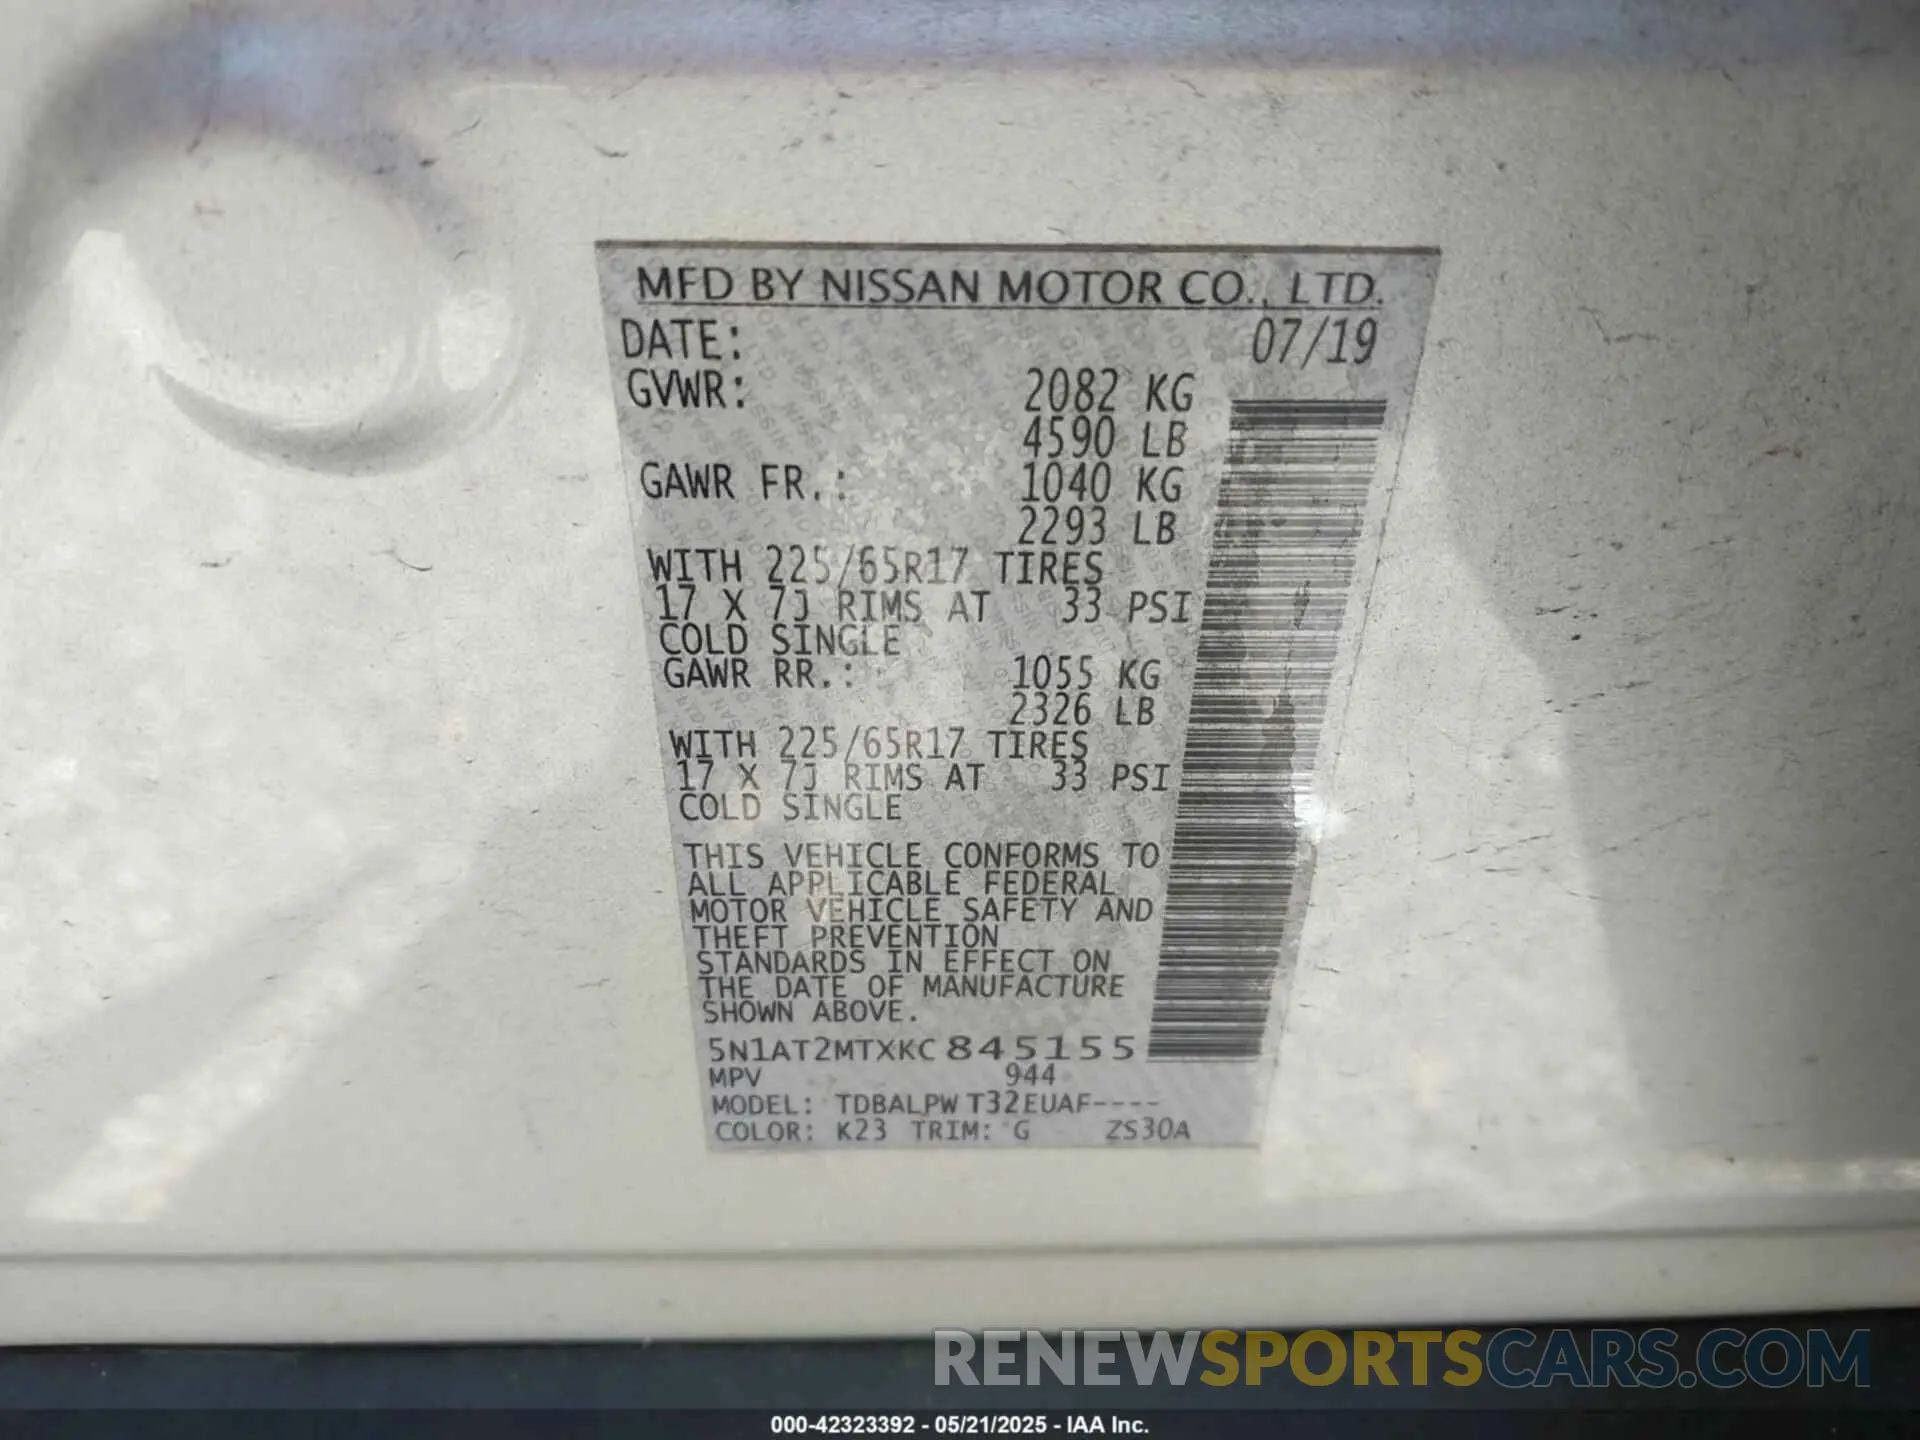 MFD BY NISSAN MOTOR CO., LTD.
DATE: 07/19
GVWR: 2082 KG
4590 LB
GAWR FR.: 1040 KG
2293 LB
WITH 225/65R17 TIRES
17 X 7J RIMS AT 33 PSI
COLD SINGLE
GAWR RR.: 1055 KG
2326 LB
WITH 225/65R17 TIRES
17 X 7J RIMS AT 33 PSI
COLD SINGLE
THIS VEHICLE CONFORMS TO
ALL APPLICABLE FEDERAL
MOTOR VEHICLE SAFETY AND
THEFT PREVENTION
STANDARDS IN EFFECT ON
THE DATE OF MANUFACTURE
SHOWN ABOVE.
5N1AT2MTXKC845155
MPV 944
MODEL: TDBALPW T32EUAF----
COLOR: K23 TRIM: G ZS30A
RENEWSPORTSCARS.COM
000-42323392 - 05/21/2025 - IAA Inc.